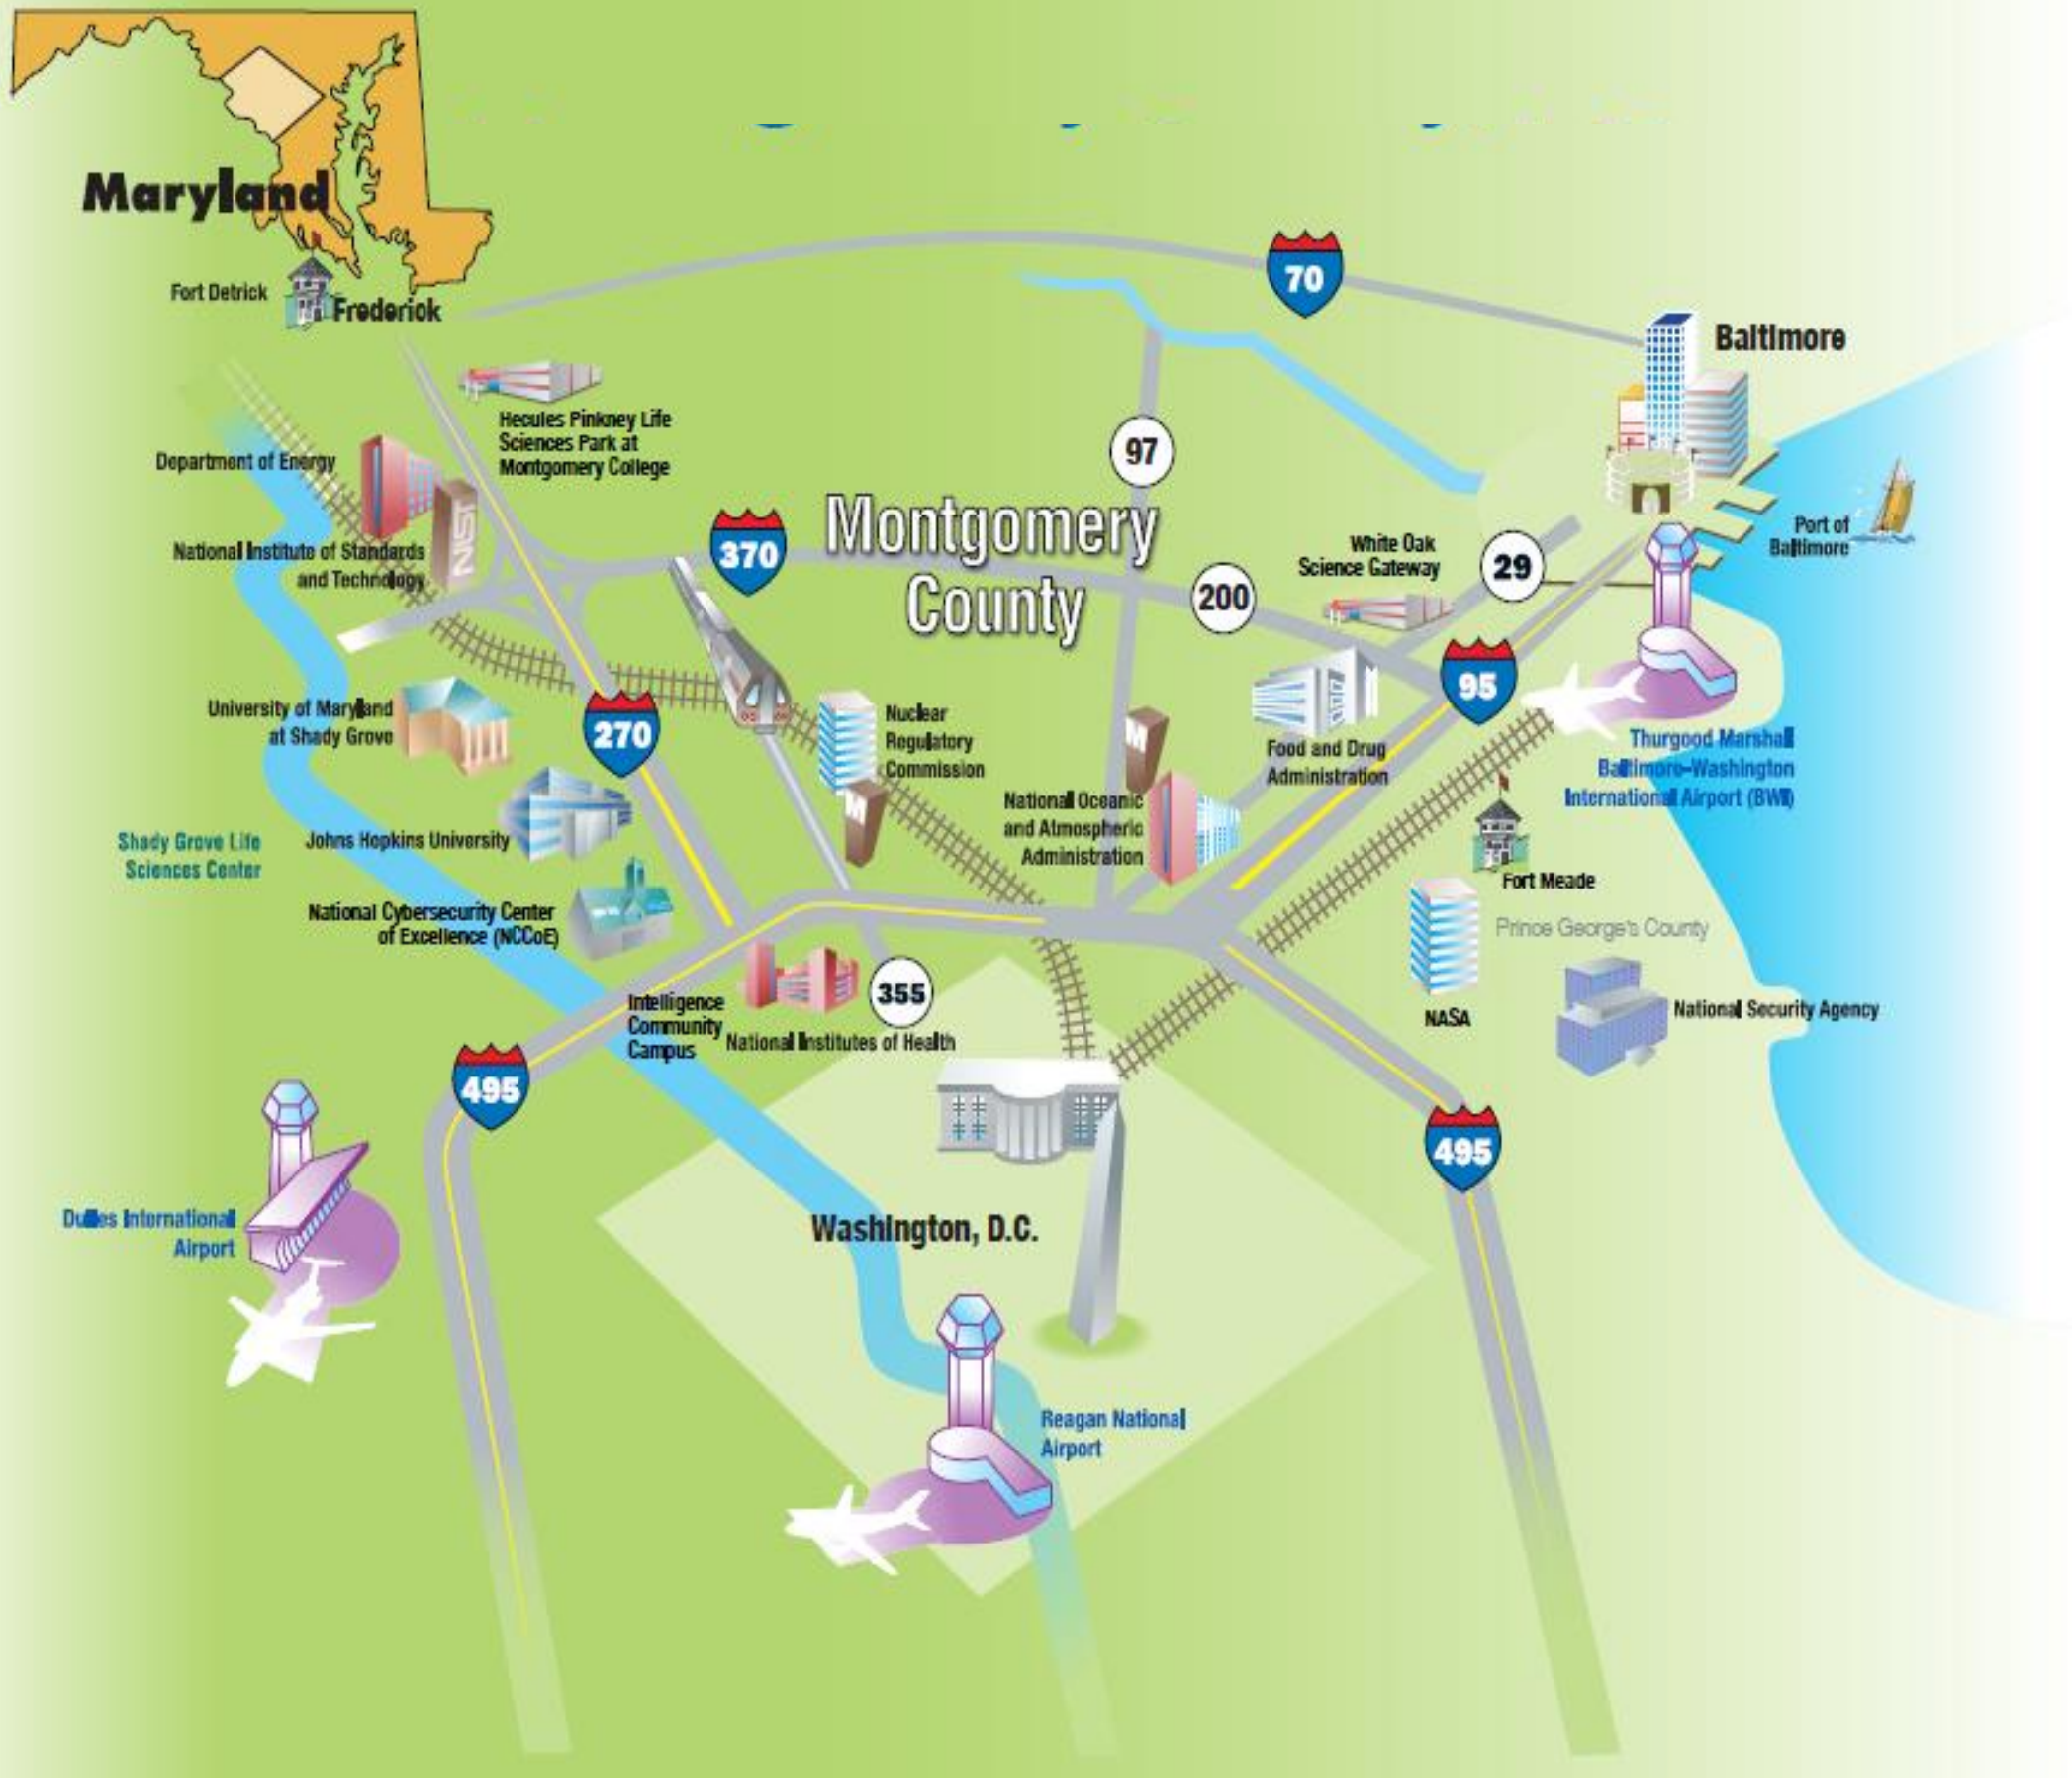 Maryland
Fort Detrick
Frederick
70
Baltimore
Hecules Pinkney Life
Sciences Park at
Montgomery College
97
Department of Energy
NIST
National Institute of Standards
and Technology
370
Montgomery
County
200
White Oak
Science Gateway
29
Port of
Baltimore
95
University of Maryland
at Shady Grove
270
Nuclear
Regulatory
Commission
M
M
Food and Drug
Administration
Thurgood Marshall
Baltimore-Washington
International Airport (BWI)
National Oceanic
and Atmospheric
Administration
Shady Grove Life
Sciences Center
Johns Hopkins University
Fort Meade
National Cybersecurity Center
of Excellence (NCCoE)
Prince George's County
Intelligence
Community
Campus
355
National Institutes of Health
NASA
National Security Agency
495
495
Dulles International
Airport
Washington, D.C.
Reagan National
Airport